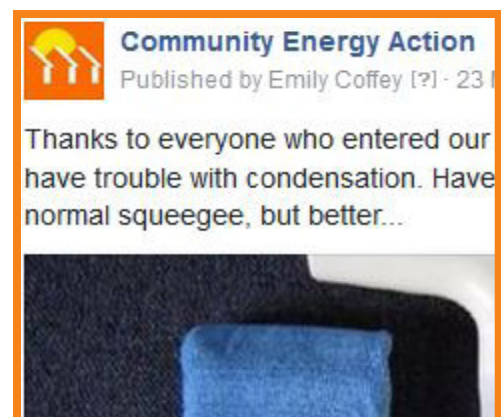 Community Energy Action
Published by Emily Coffey [?] · 23
Thanks to everyone who entered our
have trouble with condensation. Have
normal squeegee, but better...